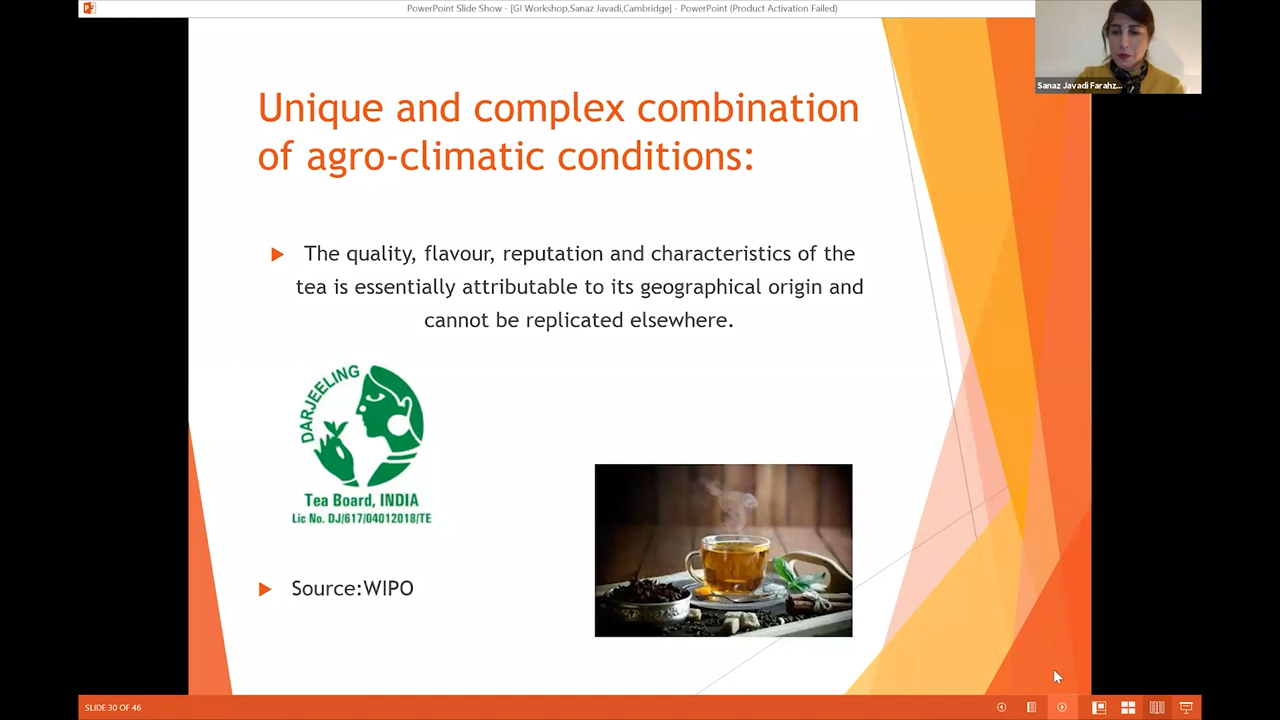 PowerPoint Slide Show - [GI Workshop,Sanaz Javadi,Cambridge] - PowerPoint (Product Activation Failed)
Sanaz Javadi Farahz...
Unique and complex combination
of agro-climatic conditions:
The quality, flavour, reputation and characteristics of the
tea is essentially attributable to its geographical origin and
cannot be replicated elsewhere.
DARJEELING
Tea Board, INDIA
Lic No. DJ/617/04012018/TE
Source:WIPO
SLIDE 30 OF 46